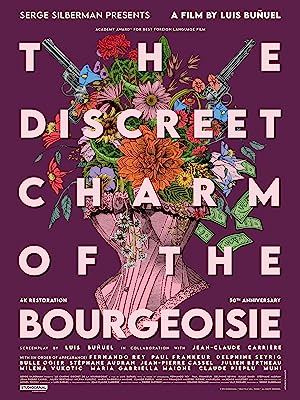 SERGE SILBERMAN PRESENTS A FILM BY LUIS BUÑUEL
ACADEMY AWARD® FOR BEST FOREIGN LANGUAGE FILM
THE
DISCREET
CHARM
OF THE
4K RESTORATION 50TH ANNIVERSARY
BOURGEOISIE
SCREENPLAY BY LUIS BUÑUEL IN COLLABORATION WITH JEAN-CLAUDE CARRIÈRE
WITH (IN ORDER OF APPEARANCE) FERNANDO REY PAUL FRANKEUR DELPHINE SEYRIG
BULLE OGIER STÉPHANE AUDRAN JEAN-PIERRE CASSEL JULIEN BERTHEAU
MILENA VUKOTIC MARIA GABRIELLA MAIONE CLAUDE PIEPLU MUNI
STUDIOCANAL